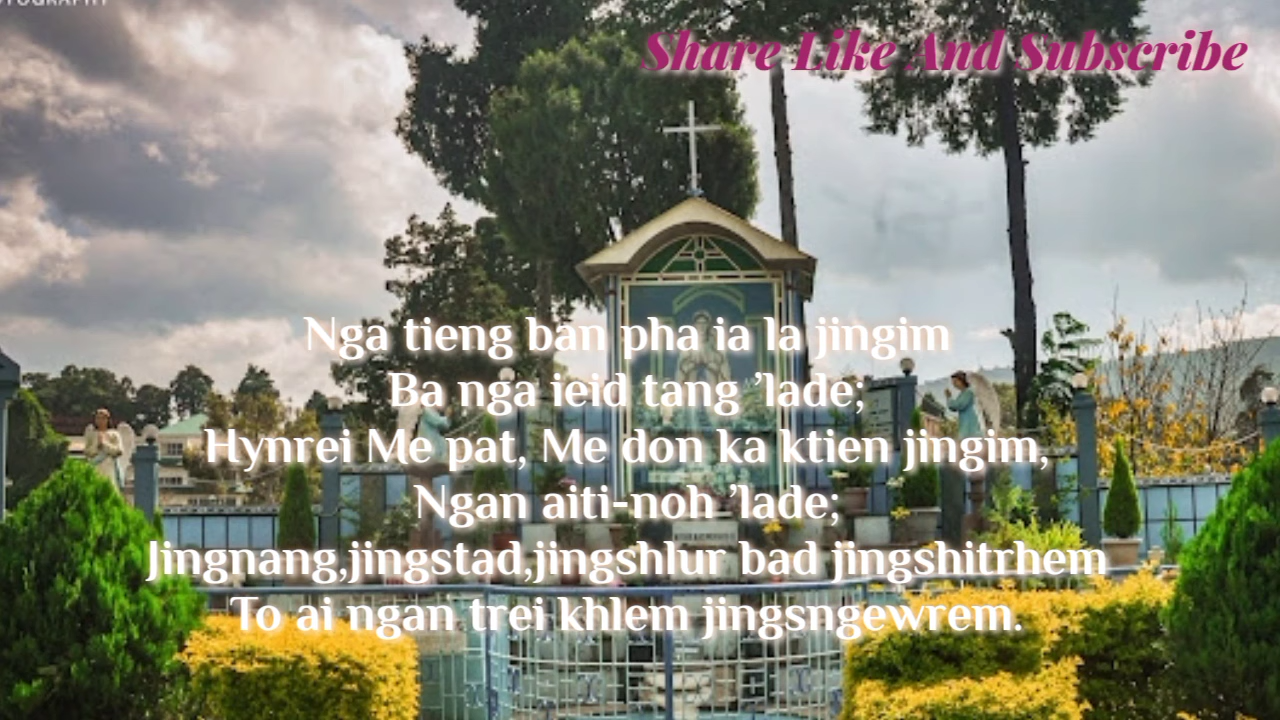 Share Like And Subscribe
Nga tieng ban pha ia la jingim
Ba nga ieid tang ’lade;
Hynrei Me pat, Me don ka ktien jingim,
Ngan aiti-noh ’lade;
Jingnang,jingstad,jingshlur bad jingshitrhem
To ai ngan trei khlem jingsngewrem.